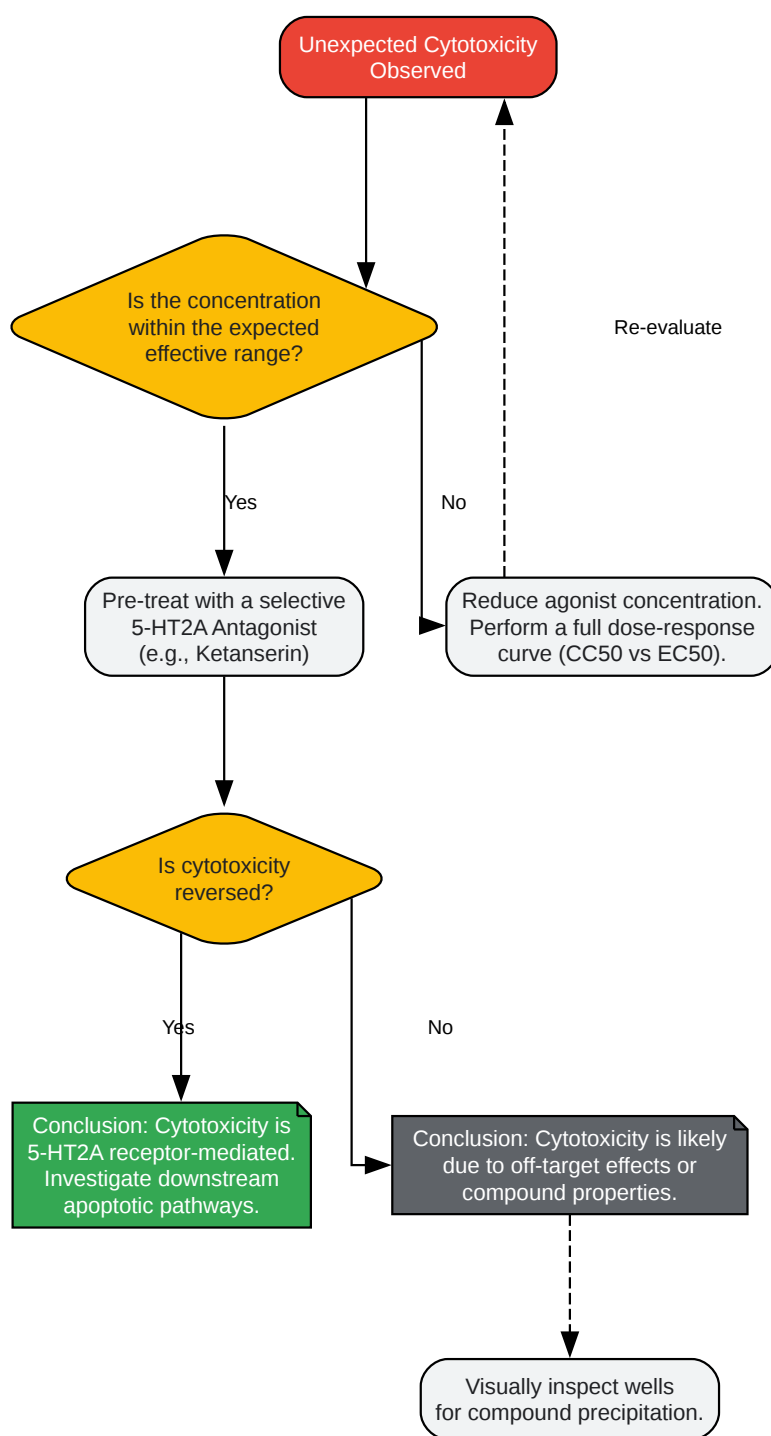 Unexpected Cytotoxicity
Observed
Is the concentration
within the expected
effective range?
Re-evaluate
Yes
No
Pre-treat with a selective
5-HT2A Antagonist
(e.g., Ketanserin)
Reduce agonist concentration.
Perform a full dose-response
curve (CC50 vs EC50).
Is cytotoxicity
reversed?
Yes
No
Conclusion: Cytotoxicity is
5-HT2A receptor-mediated.
Investigate downstream
apoptotic pathways.
Conclusion: Cytotoxicity is likely
due to off-target effects or
compound properties.
Visually inspect wells
for compound precipitation.